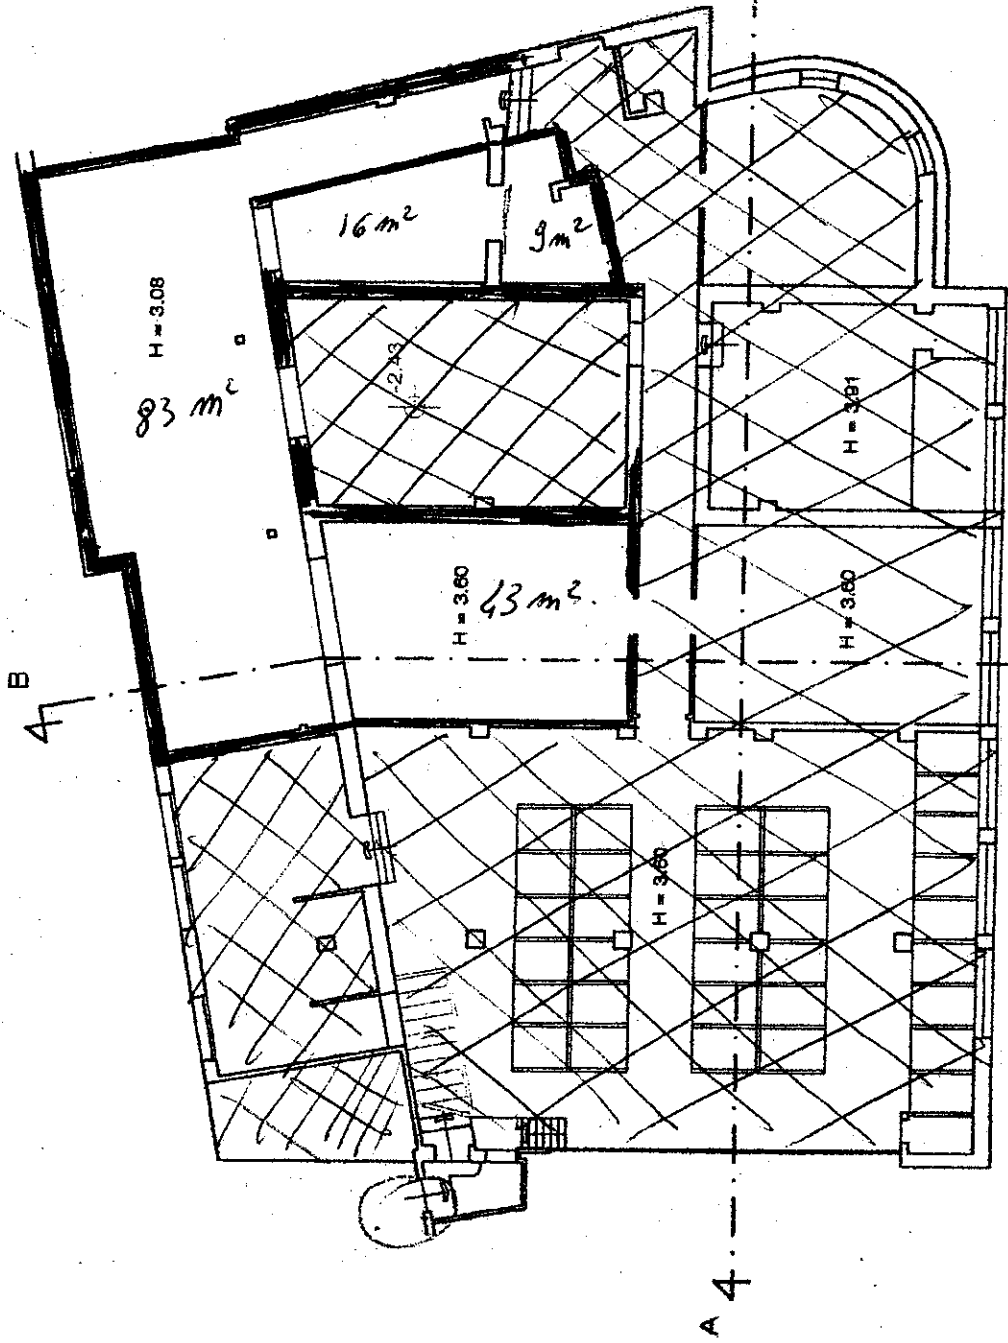 B
16 m²
9 m²
H = 3.08
83 m²
-2.43
H = 3.91
H = 3.60
43 m².
H = 3.60
H = 3.60
A